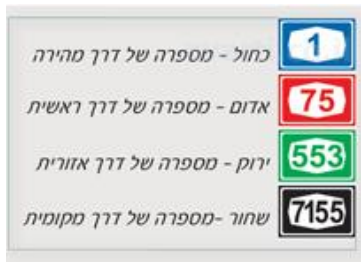 כחול - מספרה של דרך מהירה 1
אדום - מספרה של דרך ראשית 75
ירוק - מספרה של דרך אזורית 553
שחור -מספרה של דרך מקומית 7155